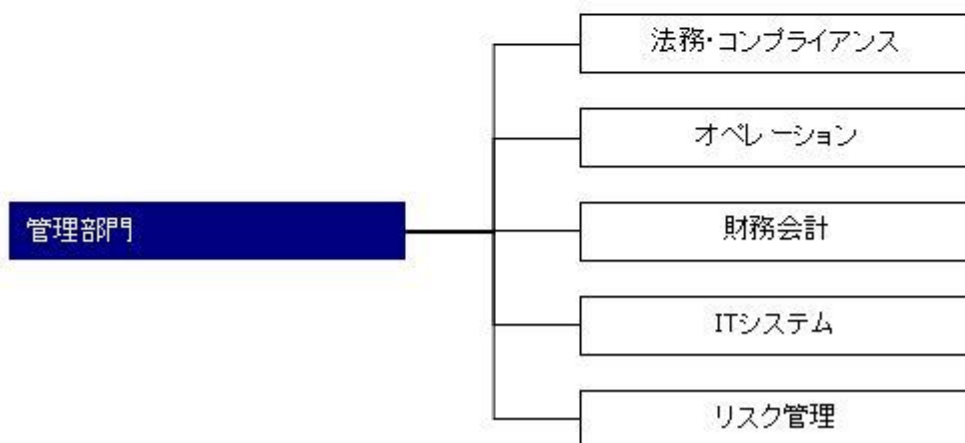 法務・コンプライアンス
オペレーション
管理部門
財務会計
ITシステム
リスク管理